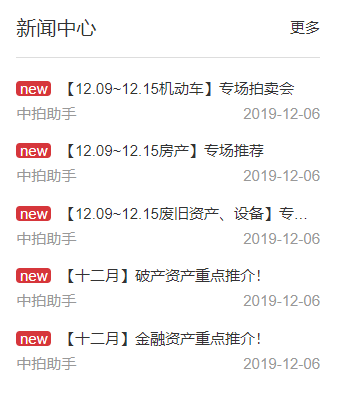 新闻中心 更多
new 【12.09~12.15机动车】专场拍卖会
中拍助手 2019-12-06
new 【12.09~12.15房产】专场推荐
中拍助手 2019-12-06
new 【12.09~12.15废旧资产、设备】专…
中拍助手 2019-12-06
new 【十二月】破产资产重点推介！
中拍助手 2019-12-06
new 【十二月】金融资产重点推介！
中拍助手 2019-12-06